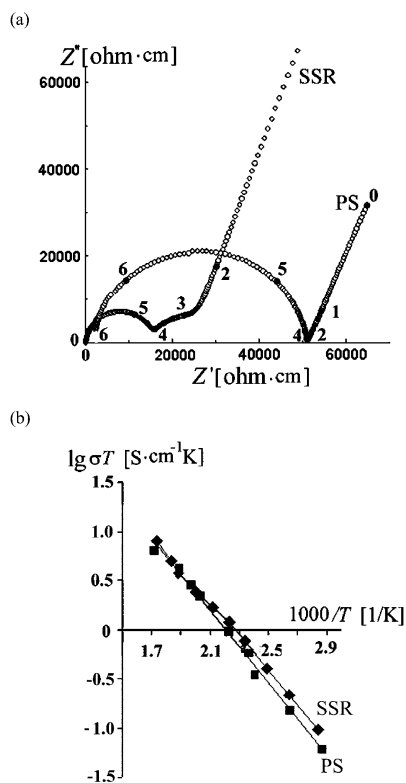 (a)
Z'' [ohm·cm]
60000
40000
20000
0
SSR
PS
0
1
2
4
5
6
2
3
4
5
6
0 20000 40000 60000
Z' [ohm·cm]
(b)
lg σT [S·cm⁻¹K]
1.5
1.0
0.5
0
-0.5
-1.0
-1.5
1000/T [1/K]
1.7 2.1 2.5 2.9
SSR
PS